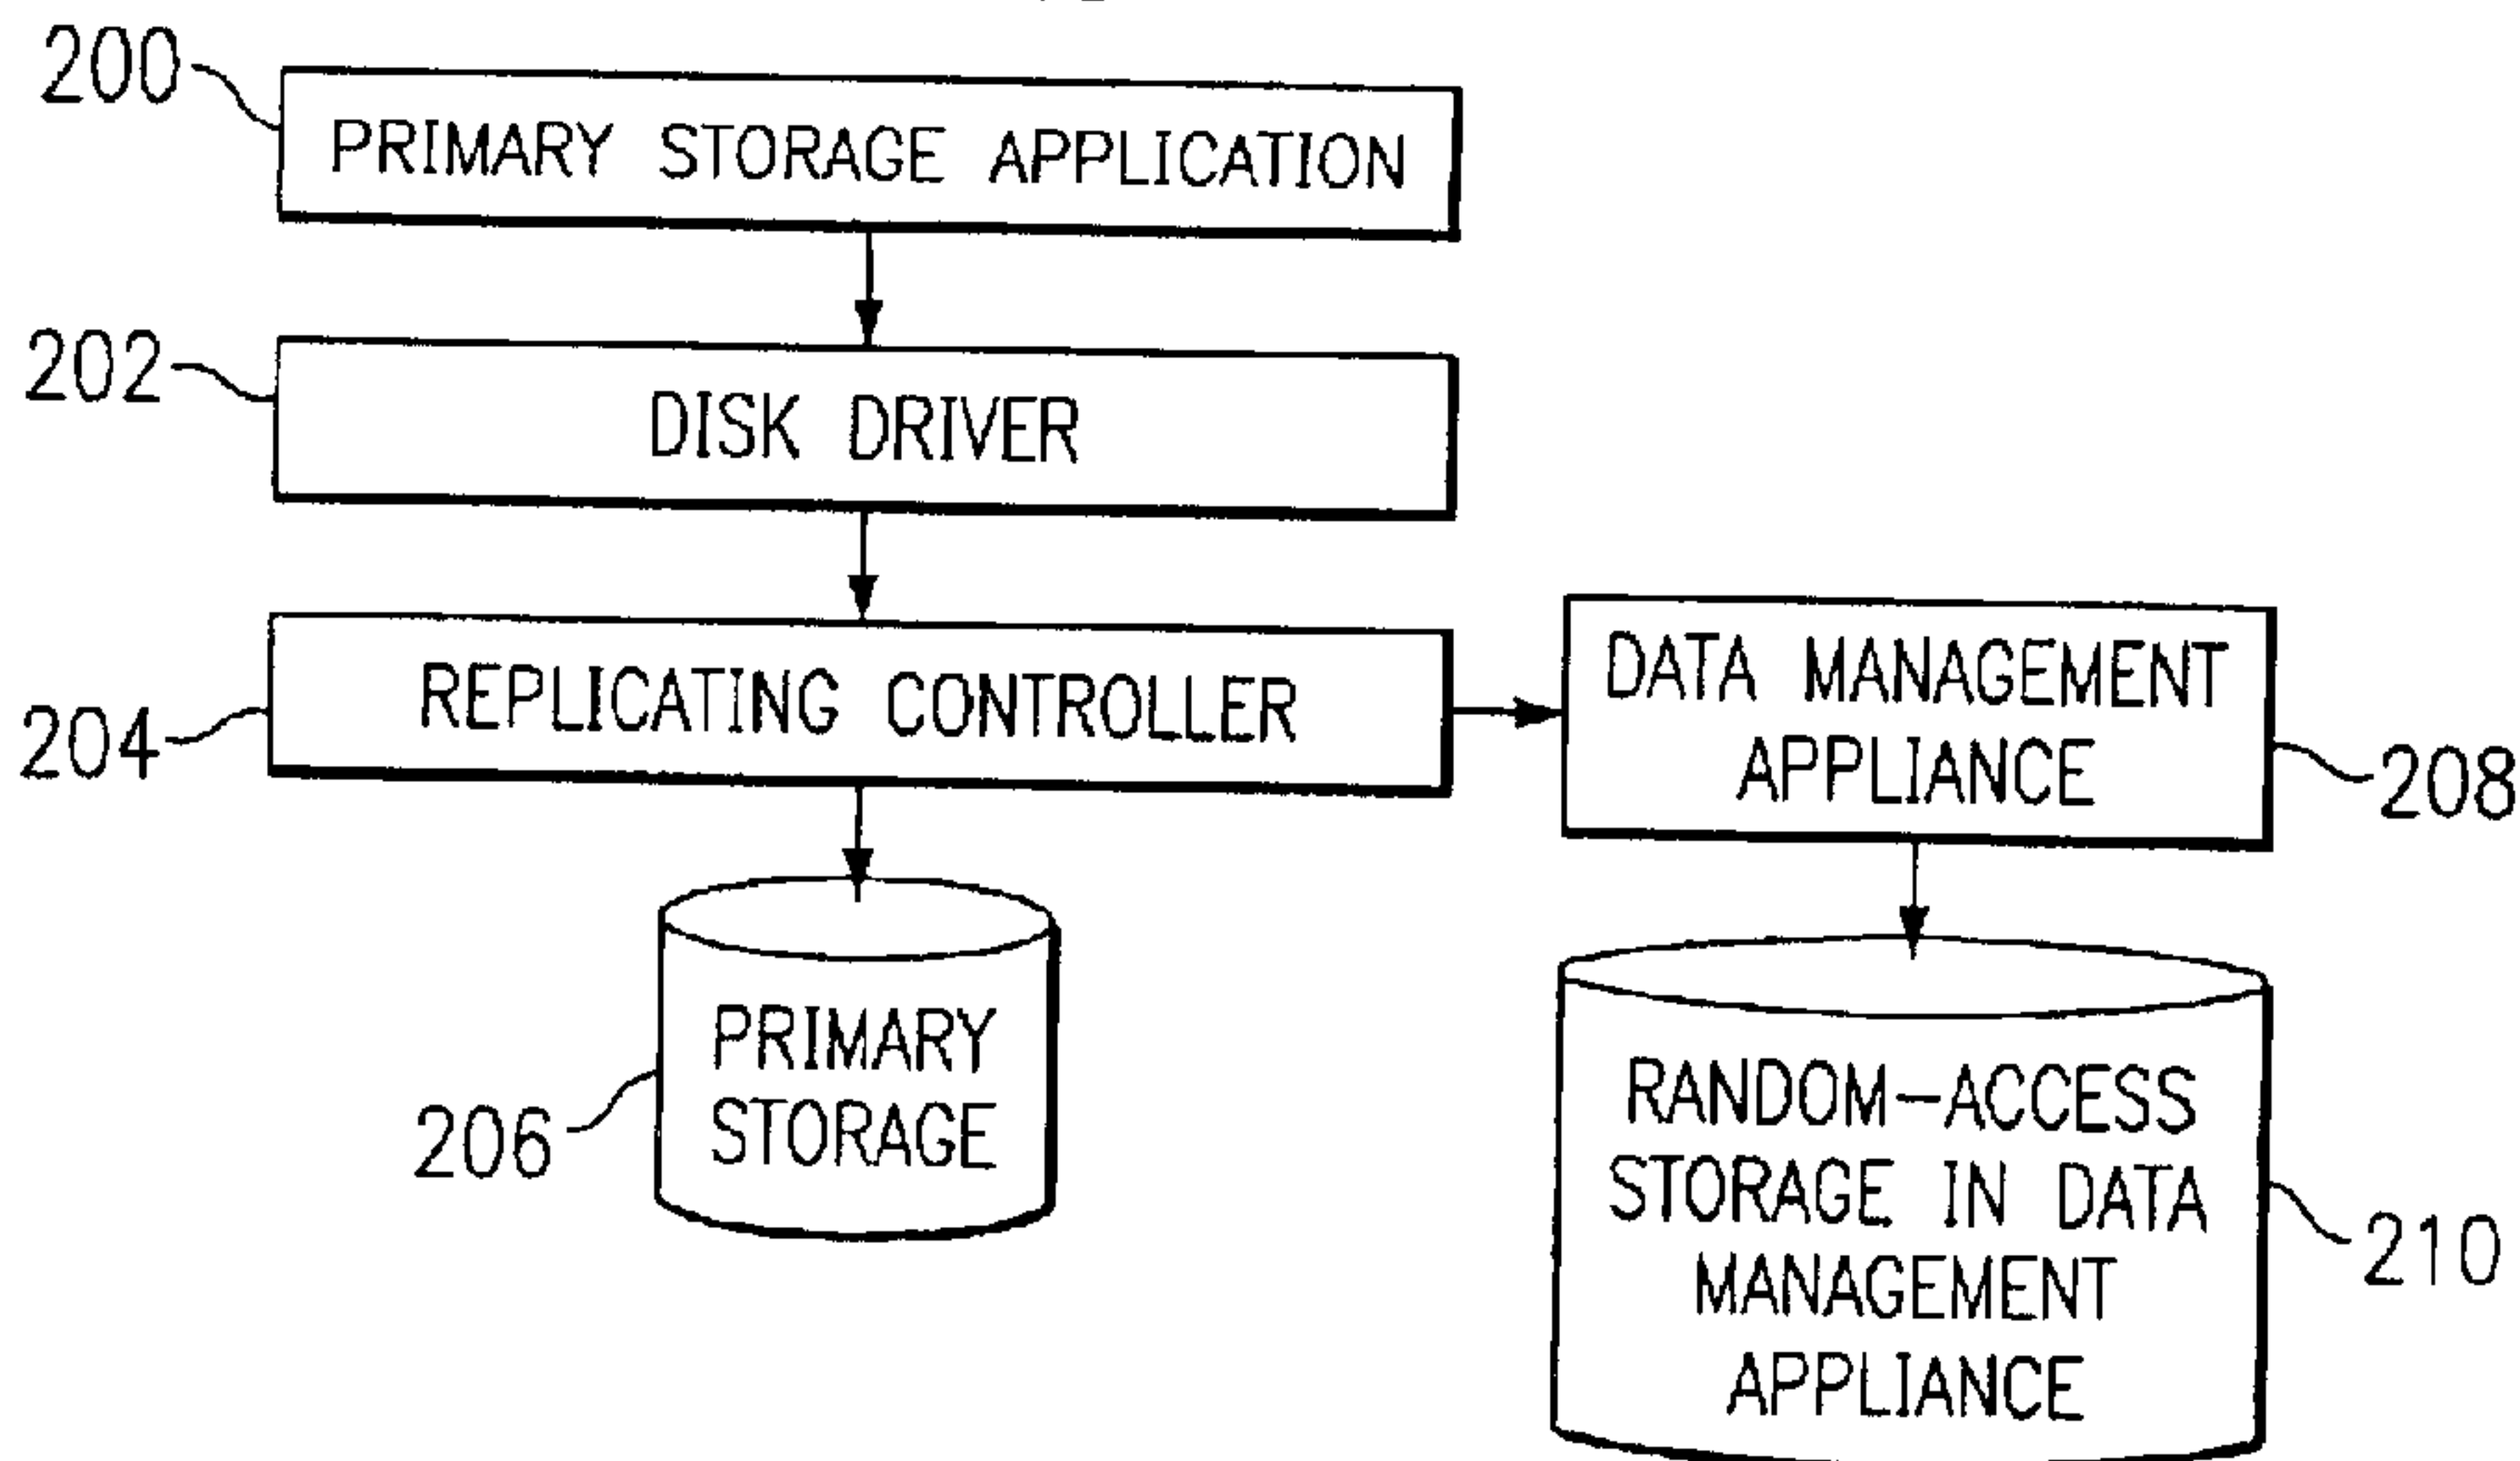 200
PRIMARY STORAGE APPLICATION
202
DISK DRIVER
204
REPLICATING CONTROLLER
DATA MANAGEMENT
APPLIANCE
208
PRIMARY
STORAGE
206
RANDOM-ACCESS
STORAGE IN DATA
MANAGEMENT
APPLIANCE
210